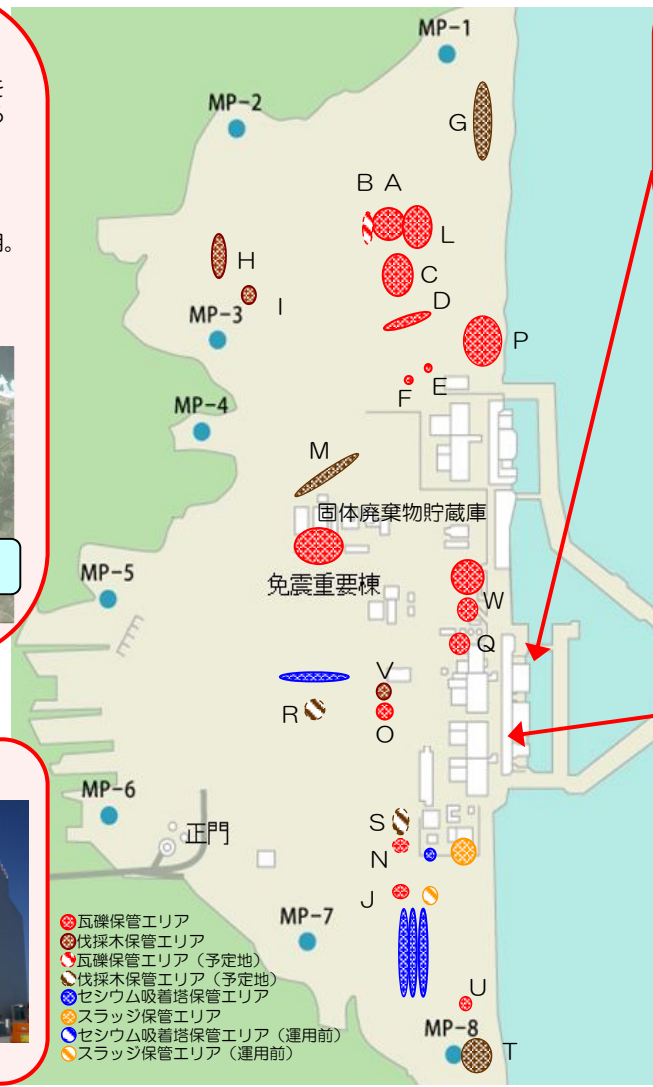 を
る
用。
MP-1
MP-2
G
B A
L
H
C
I
D
MP-3
P
E
F
MP-4
M
固体廃棄物貯蔵庫
免震重要棟
MP-5
W
Q
V
R
O
MP-6
S
正門
N
J
MP-7
U
MP-8
T
瓦礫保管エリア
伐採木保管エリア
瓦礫保管エリア（予定地）
伐採木保管エリア（予定地）
セシウム吸着塔保管エリア
スラッジ保管エリア
セシウム吸着塔保管エリア（運用前）
スラッジ保管エリア（運用前）